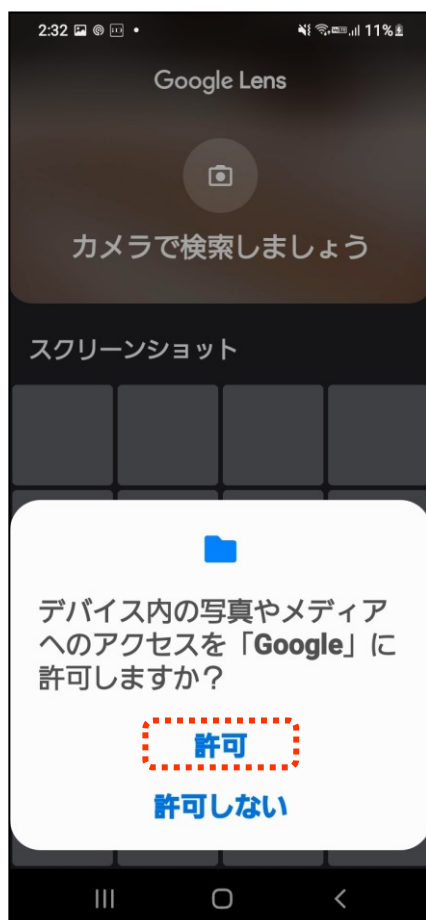 2:32 11%
Google Lens
カメラで検索しましょう
スクリーンショット
デバイス内の写真やメディア
へのアクセスを「Google」に
許可しますか？
許可
許可しない